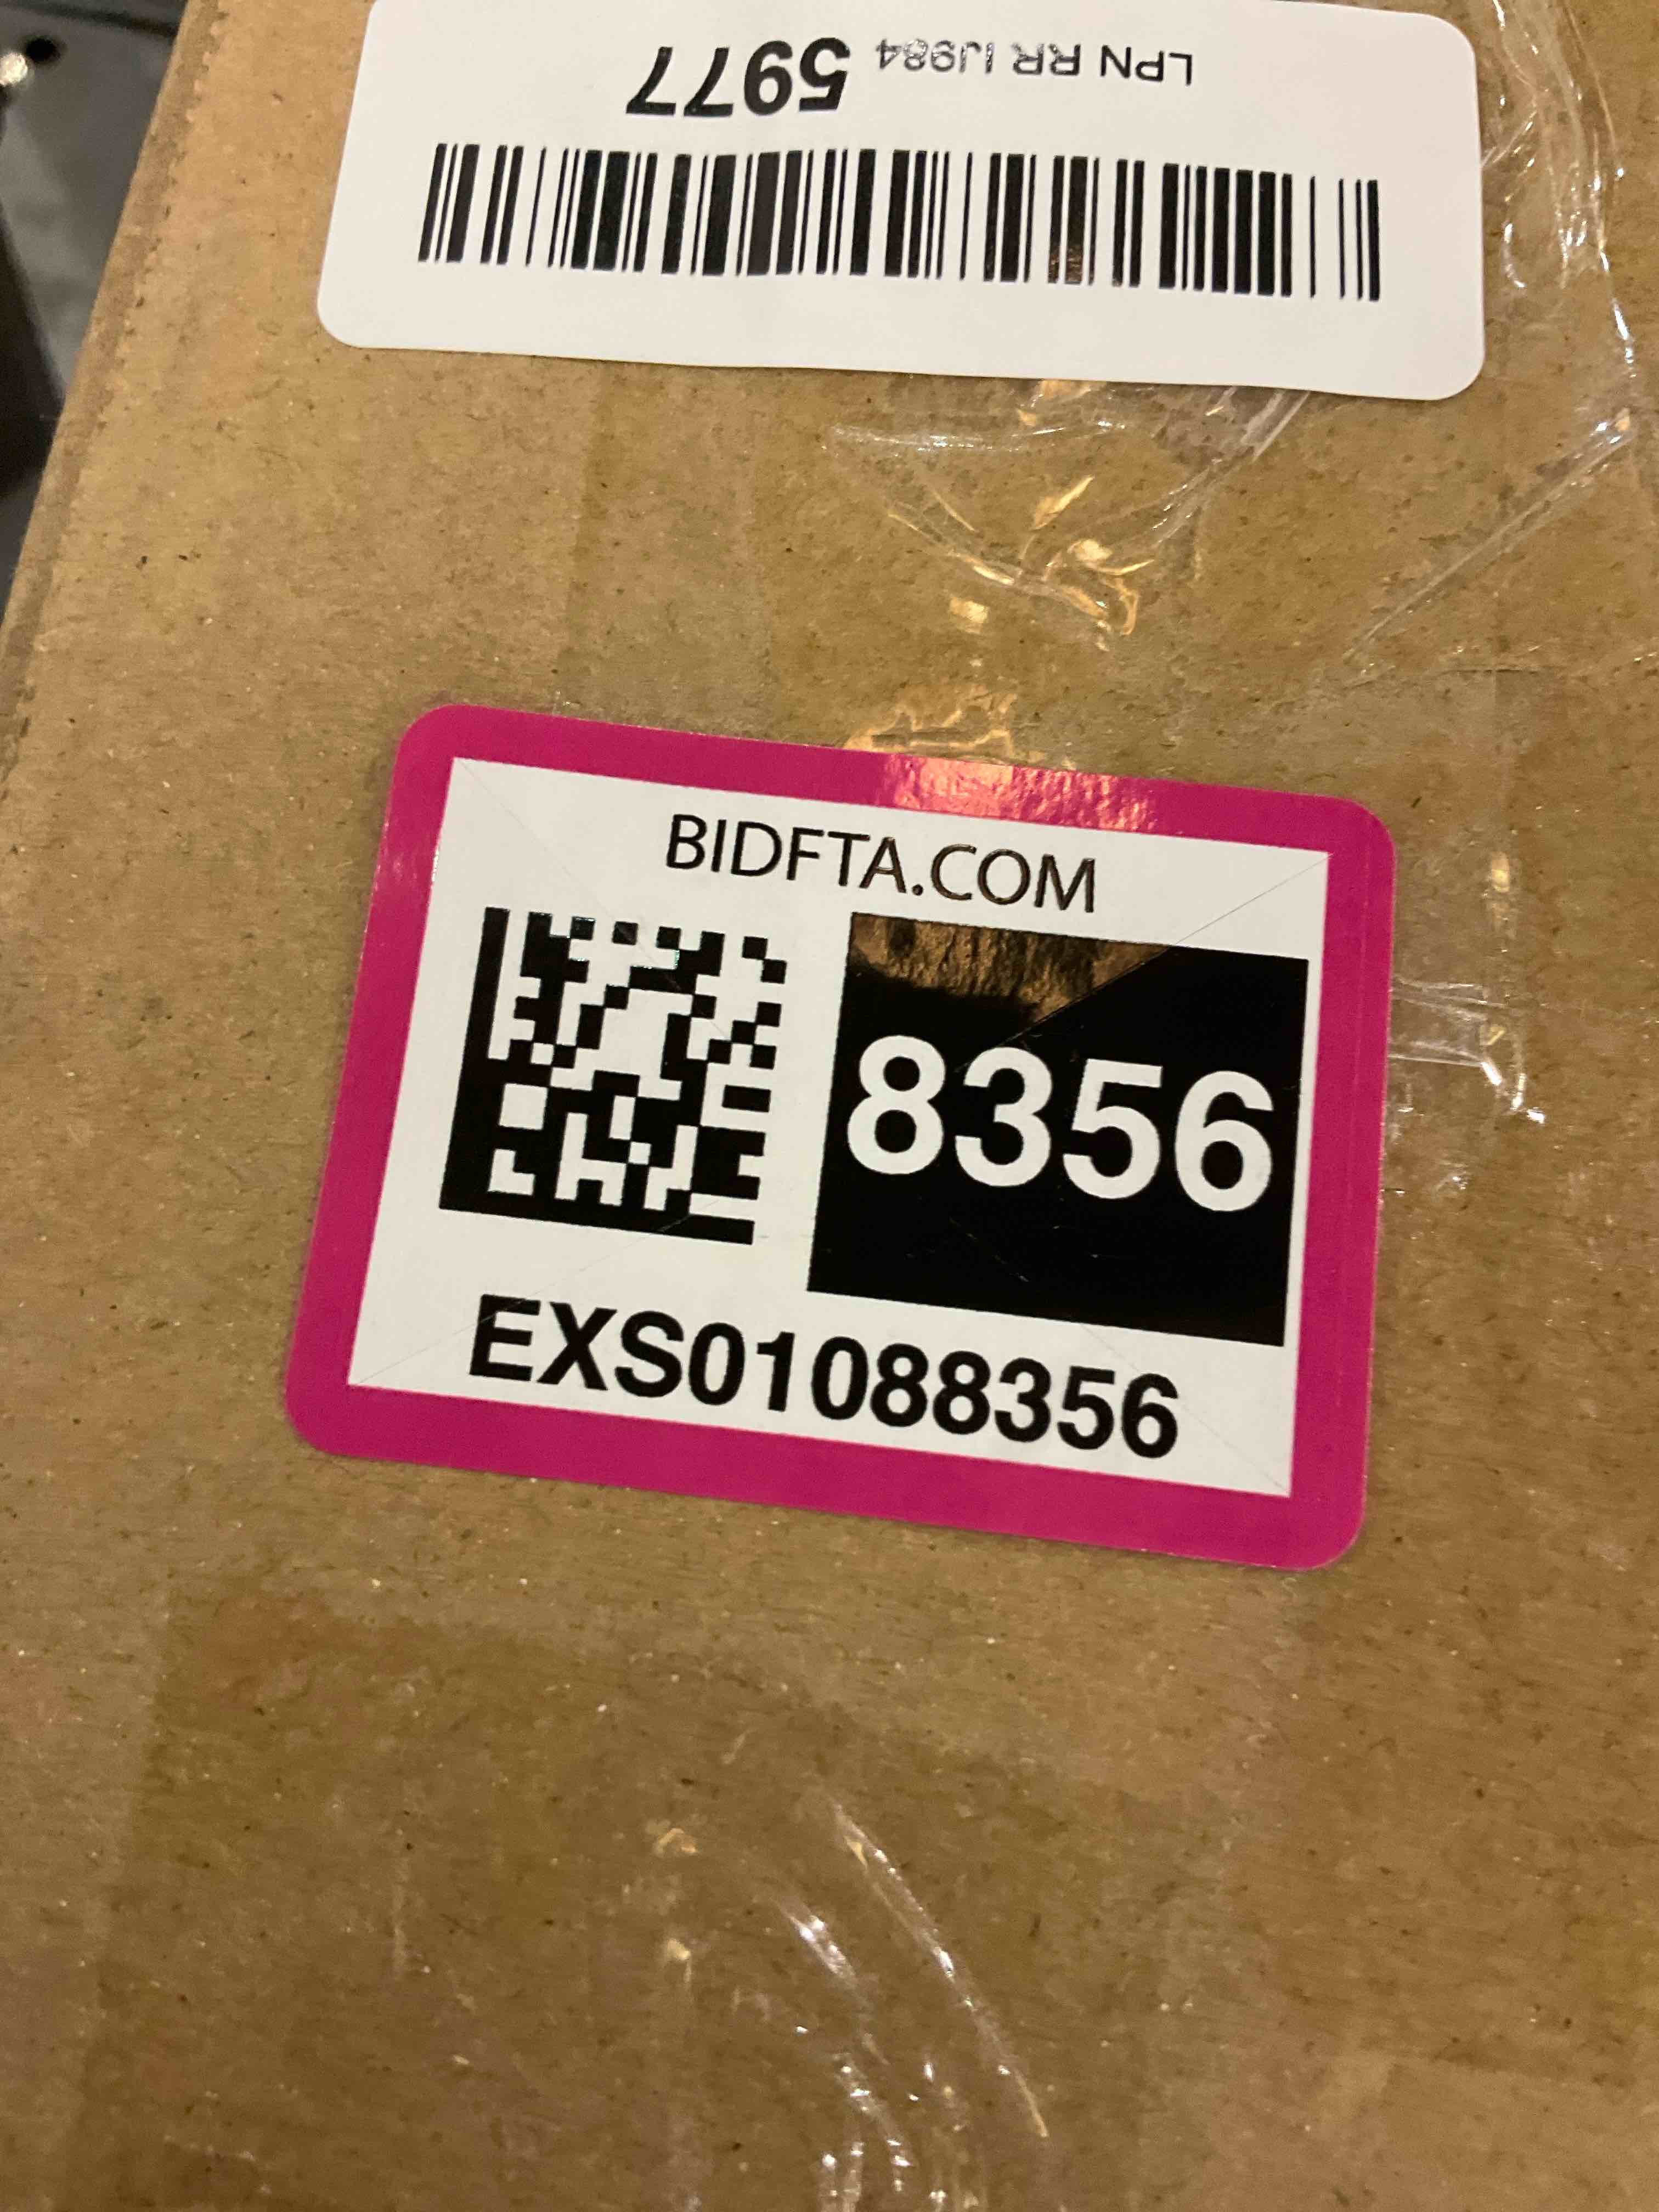 LPN RR IJ984 5977
BIDFTA.COM
8356
EXS01088356